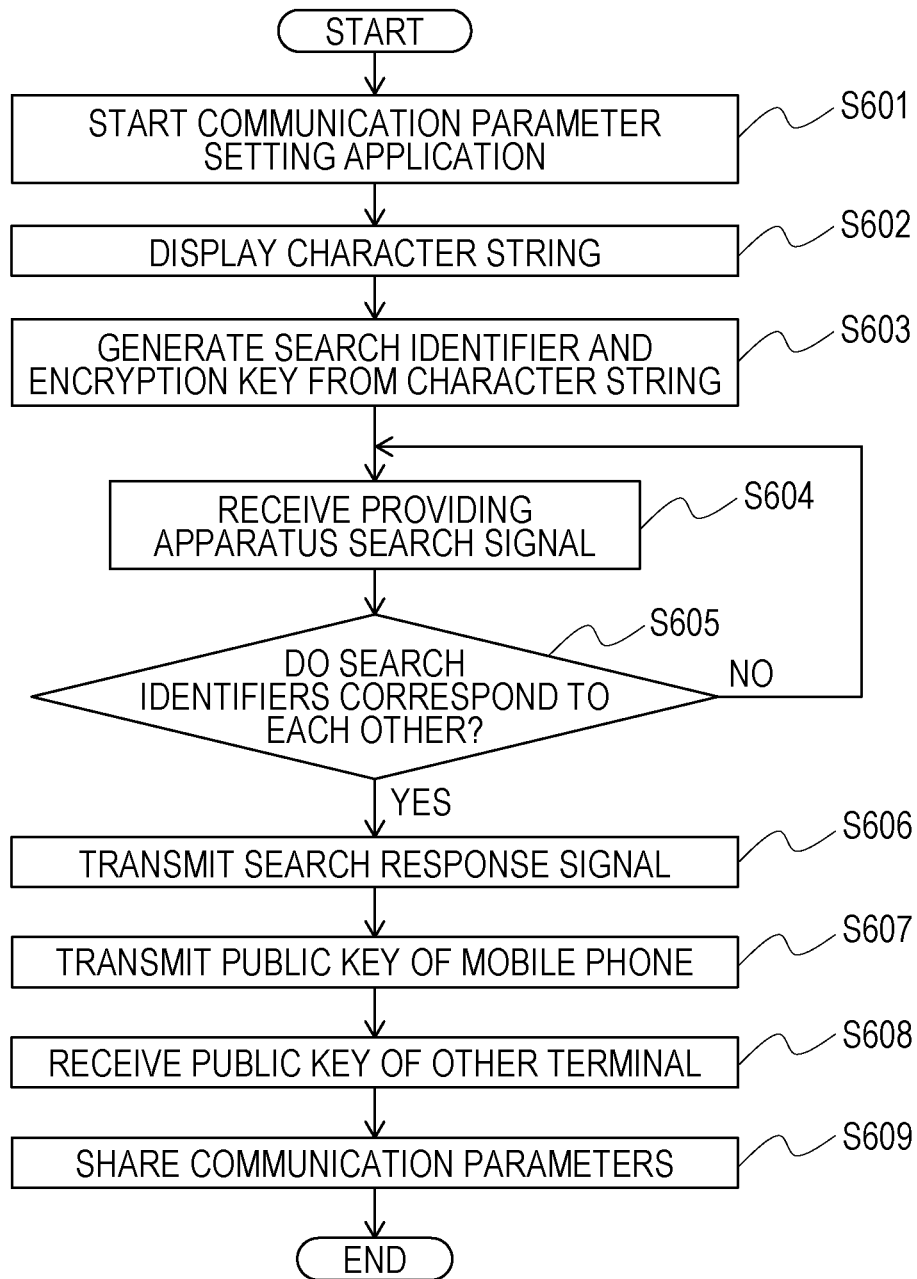 START
START COMMUNICATION PARAMETER
SETTING APPLICATION
S601
DISPLAY CHARACTER STRING
S602
GENERATE SEARCH IDENTIFIER AND
ENCRYPTION KEY FROM CHARACTER STRING
S603
RECEIVE PROVIDING
APPARATUS SEARCH SIGNAL
S604
DO SEARCH
IDENTIFIERS CORRESPOND TO
EACH OTHER?
S605
NO
YES
TRANSMIT SEARCH RESPONSE SIGNAL
S606
TRANSMIT PUBLIC KEY OF MOBILE PHONE
S607
RECEIVE PUBLIC KEY OF OTHER TERMINAL
S608
SHARE COMMUNICATION PARAMETERS
S609
END